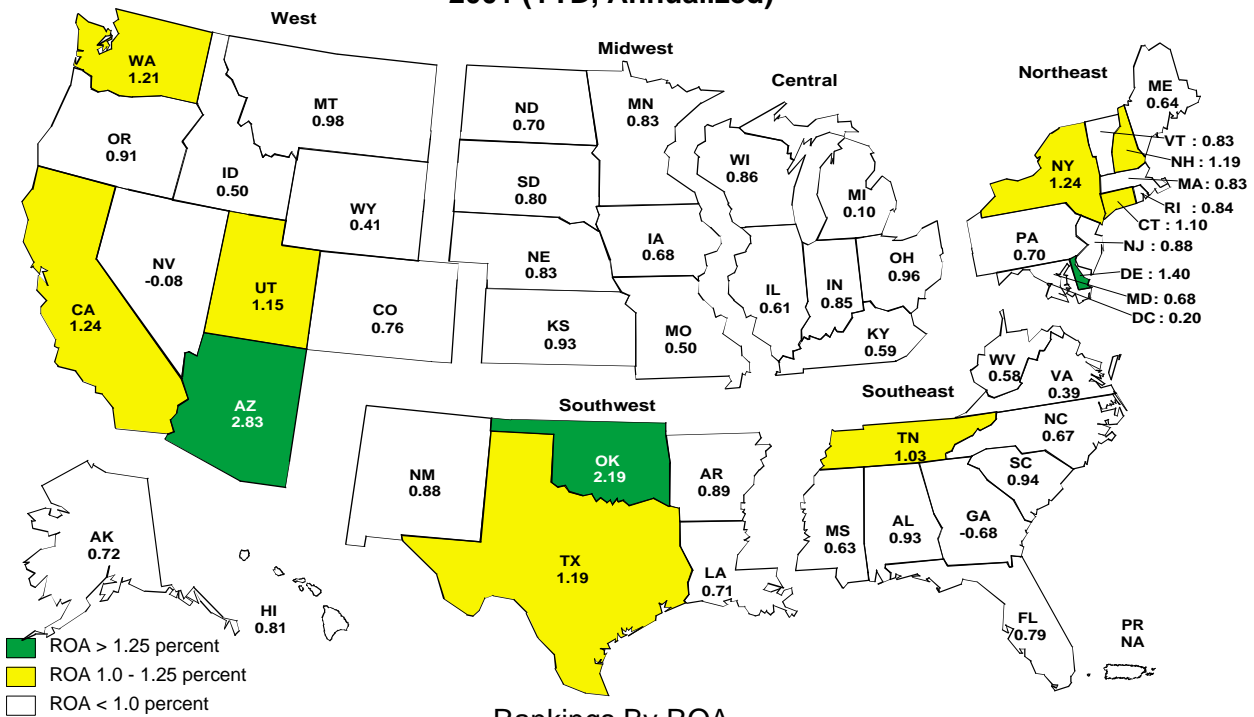 2001 (YTD, Annualized)
West
Midwest
Central
Northeast
WA
1.21
MT
0.98
ND
0.70
MN
0.83
ME
0.64
OR
0.91
ID
0.50
SD
0.80
WI
0.86
MI
0.10
NY
1.24
VT : 0.83
NH : 1.19
MA: 0.83
RI : 0.84
CT : 1.10
NJ : 0.88
DE : 1.40
MD: 0.68
DC : 0.20
WY
0.41
IA
0.68
PA
0.70
NV
-0.08
UT
1.15
NE
0.83
OH
0.96
IL
0.61
IN
0.85
CA
1.24
CO
0.76
KS
0.93
MO
0.50
KY
0.59
WV
0.58
VA
0.39
Southeast
Southwest
AZ
2.83
NC
0.67
TN
1.03
OK
2.19
NM
0.88
AR
0.89
SC
0.94
GA
-0.68
MS
0.63
AL
0.93
AK
0.72
TX
1.19
LA
0.71
HI
0.81
FL
0.79
PR
NA
ROA > 1.25 percent
ROA 1.0 - 1.25 percent
ROA < 1.0 percent